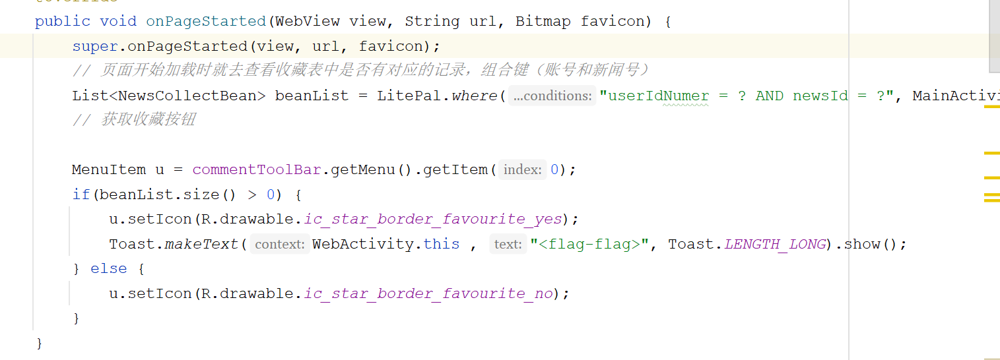 public void onPageStarted(WebView view, String url, Bitmap favicon) {
super.onPageStarted(view, url, favicon);
// 页面开始加载时就去查看收藏表中是否有对应的记录，组合键（账号和新闻号）
List<NewsCollectBean> beanList = LitePal.where( ...conditions: "userIdNumer = ? AND newsId = ?", MainActivi
// 获取收藏按钮
MenuItem u = commentToolBar.getMenu().getItem( index: 0);
if(beanList.size() > 0) {
u.setIcon(R.drawable.ic_star_border_favourite_yes);
Toast.makeText( context: WebActivity.this , text: "<flag-flag>", Toast.LENGTH_LONG).show();
} else {
u.setIcon(R.drawable.ic_star_border_favourite_no);
}
}